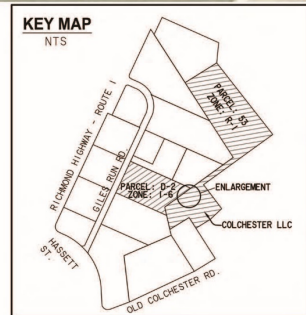 KEY MAP
NTS
RICHMOND HIGHWAY - ROUTE 1
GILES RUN RD
PARCEL: 53
ZONE: R-1
PARCEL: D-2
ZONE: I-6
ENLARGEMENT
COLCHESTER LLC
HASSETT
ST.
OLD COLCHESTER RD.